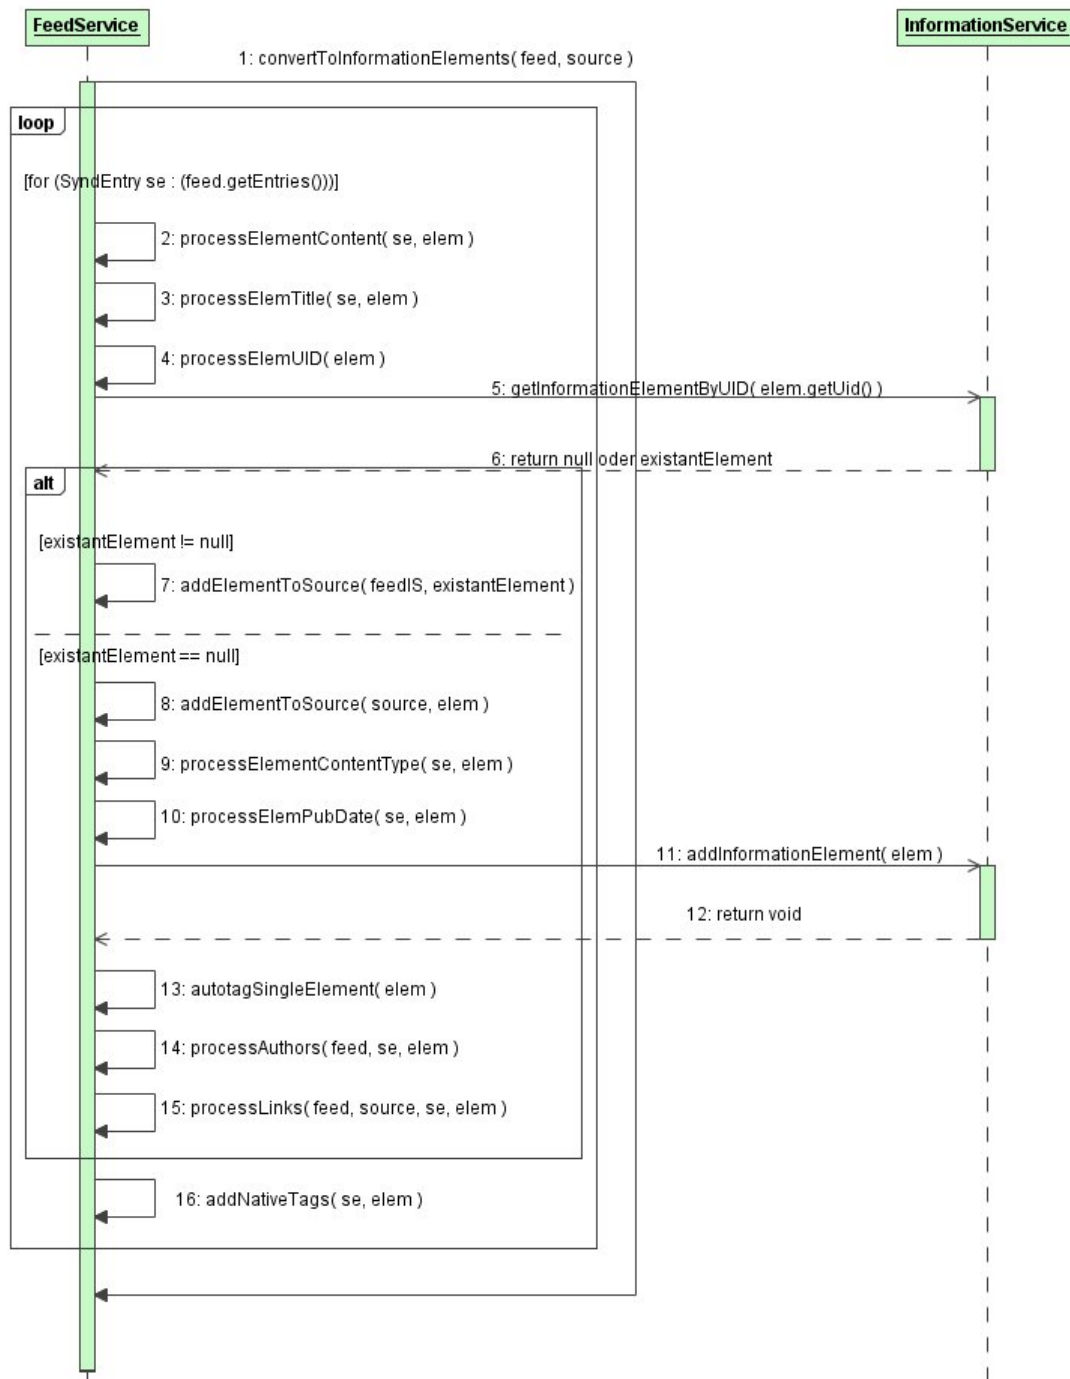 FeedService
InformationService
1: convertToInformationElements( feed, source )
loop
[for (SyndEntry se : (feed.getEntries()))]
2: processElementContent( se, elem )
3: processElemTitle( se, elem )
4: processElemUID( elem )
5: getInformationElementByUID( elem.getUid() )
6: return null oder existantElement
alt
[existantElement != null]
7: addElementToSource( feedIS, existantElement )
[existantElement == null]
8: addElementToSource( source, elem )
9: processElementContentType( se, elem )
10: processElemPubDate( se, elem )
11: addInformationElement( elem )
12: return void
13: autotagSingleElement( elem )
14: processAuthors( feed, se, elem )
15: processLinks( feed, source, se, elem )
16: addNativeTags( se, elem )